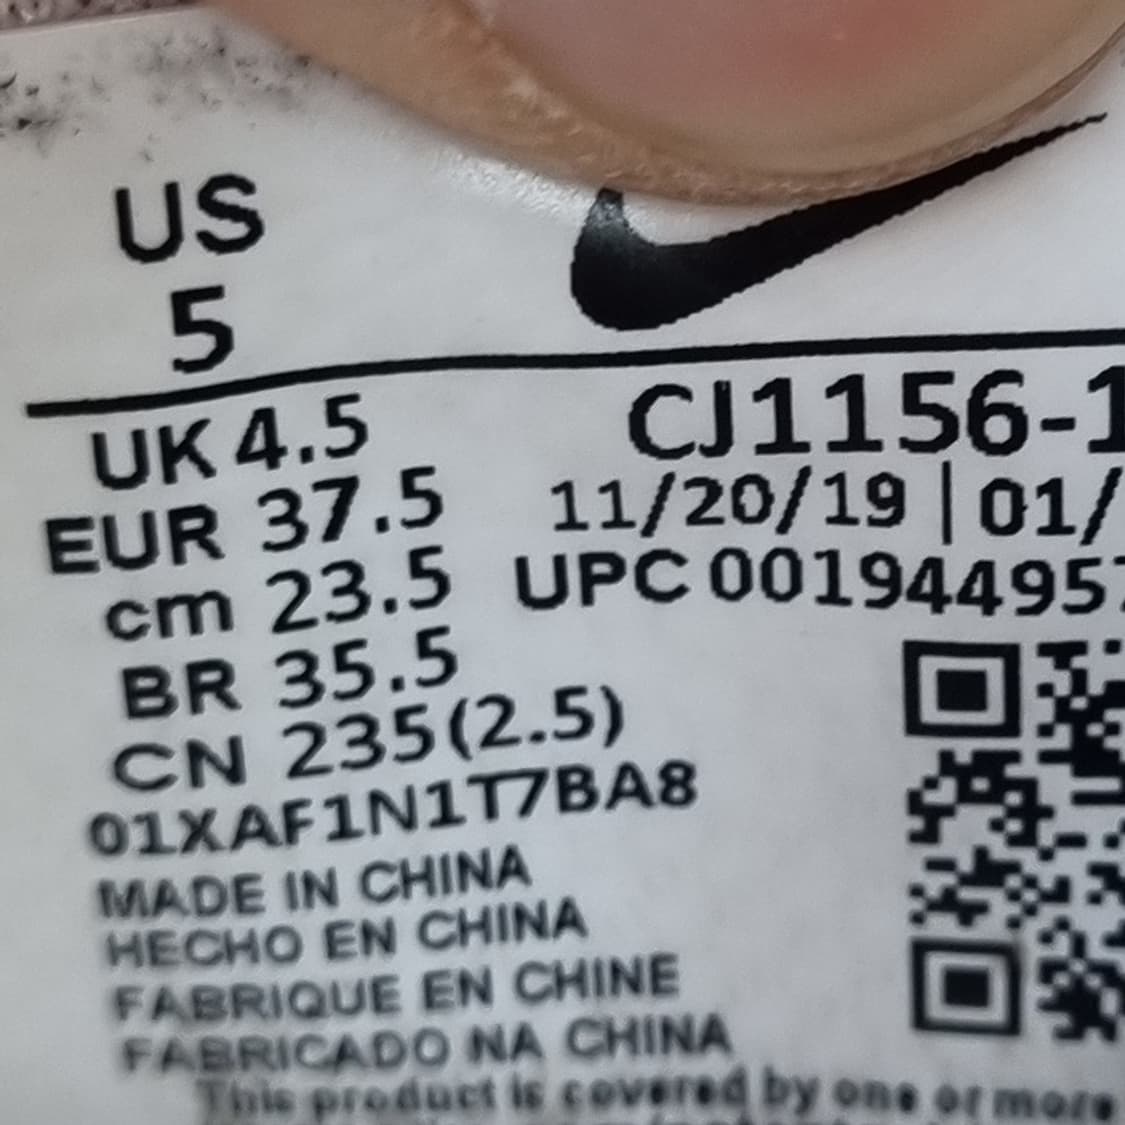 US
5
UK 4.5
EUR 37.5
cm 23.5
BR 35.5
CN 235(2.5)
01XAF1N1T7BA8
MADE IN CHINA
HECHO EN CHINA
FABRIQUE EN CHINE
FABRICADO NA CHINA
This product is covered by one or more
CJ1156-1
11/20/19 | 01/
UPC 001944957